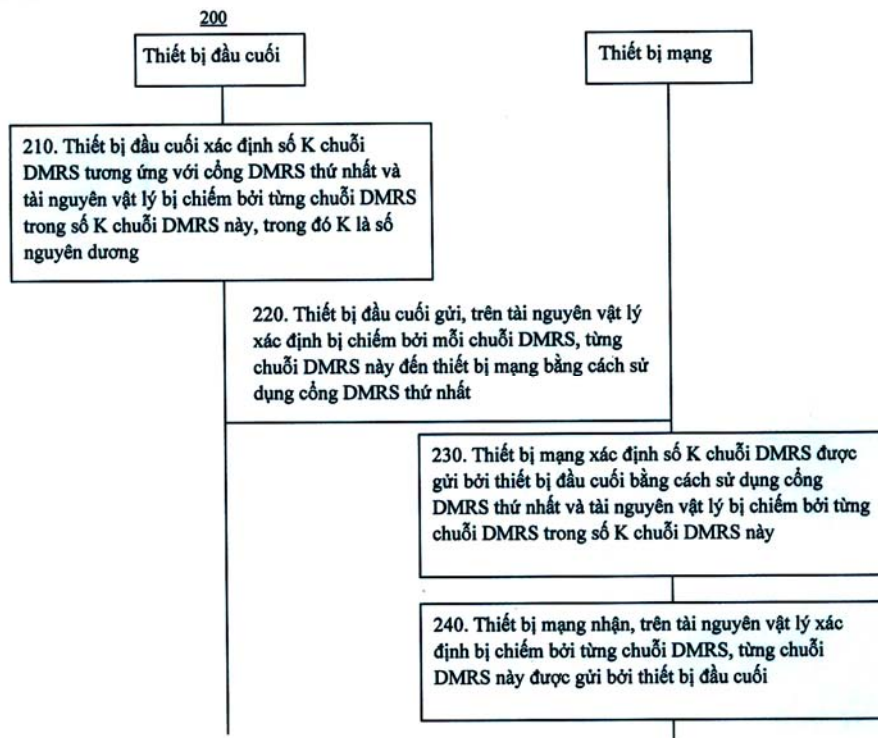 200
Thiết bị đầu cuối
Thiết bị mạng
210. Thiết bị đầu cuối xác định số K chuỗi
DMRS tương ứng với cổng DMRS thứ nhất và
tài nguyên vật lý bị chiếm bởi từng chuỗi DMRS
trong số K chuỗi DMRS này, trong đó K là số
nguyên dương
220. Thiết bị đầu cuối gửi, trên tài nguyên vật lý
xác định bị chiếm bởi mỗi chuỗi DMRS, từng
chuỗi DMRS này đến thiết bị mạng bằng cách sử
dụng cổng DMRS thứ nhất
230. Thiết bị mạng xác định số K chuỗi DMRS được
gửi bởi thiết bị đầu cuối bằng cách sử dụng cổng
DMRS thứ nhất và tài nguyên vật lý bị chiếm bởi từng
chuỗi DMRS trong số K chuỗi DMRS này
240. Thiết bị mạng nhận, trên tài nguyên vật lý xác
định bị chiếm bởi từng chuỗi DMRS, từng chuỗi
DMRS này được gửi bởi thiết bị đầu cuối